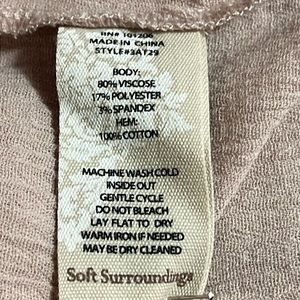 MADE IN CHINA
STYLE#3AT29
BODY:
80% VISCOSE
17% POLYESTER
3% SPANDEX
HEM:
100% COTTON
MACHINE WASH COLD
INSIDE OUT
GENTLE CYCLE
DO NOT BLEACH
LAY FLAT TO DRY
WARM IRON IF NEEDED
MAY BE DRY CLEANED
Soft Surroundings